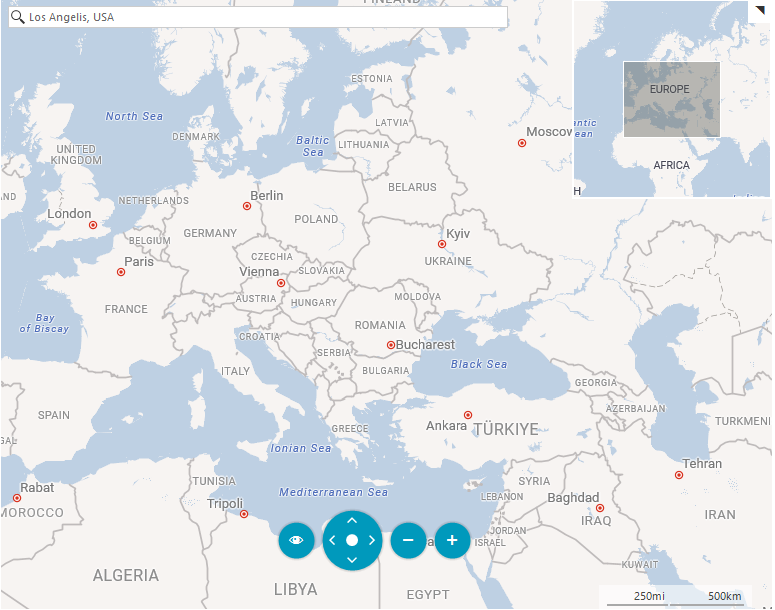 Los Angelis, USA
FINLAND
ESTONIA
North Sea
LATVIA
DENMARK
Baltic
Sea
LITHUANIA
Moscow
UNITED
KINGDOM
BELARUS
NETHERLANDS
Berlin
London
POLAND
BELGIUM
GERMANY
Kyiv
Paris
CZECHIA
UKRAINE
Vienna
SLOVAKIA
AUSTRIA
HUNGARY
MOLDOVA
FRANCE
Bay
of Biscay
ROMANIA
CROATIA
Bucharest
SERBIA
ITALY
BULGARIA
Black Sea
GEORGIA
SPAIN
AZERBAIJAN
GAL
GREECE
Ankara
TÜRKIYE
TURKMENI
Ionian Sea
Tehran
Rabat
TUNISIA
SYRIA
Mediterranean Sea
LEBANON
Baghdad
MOROCCO
Tripoli
IRAQ
IRAN
JORDAN
ISRAEL
KUWAIT
ALGERIA
LIBYA
EGYPT
EUROPE
antic
ean
AFRICA
H
250mi
500km